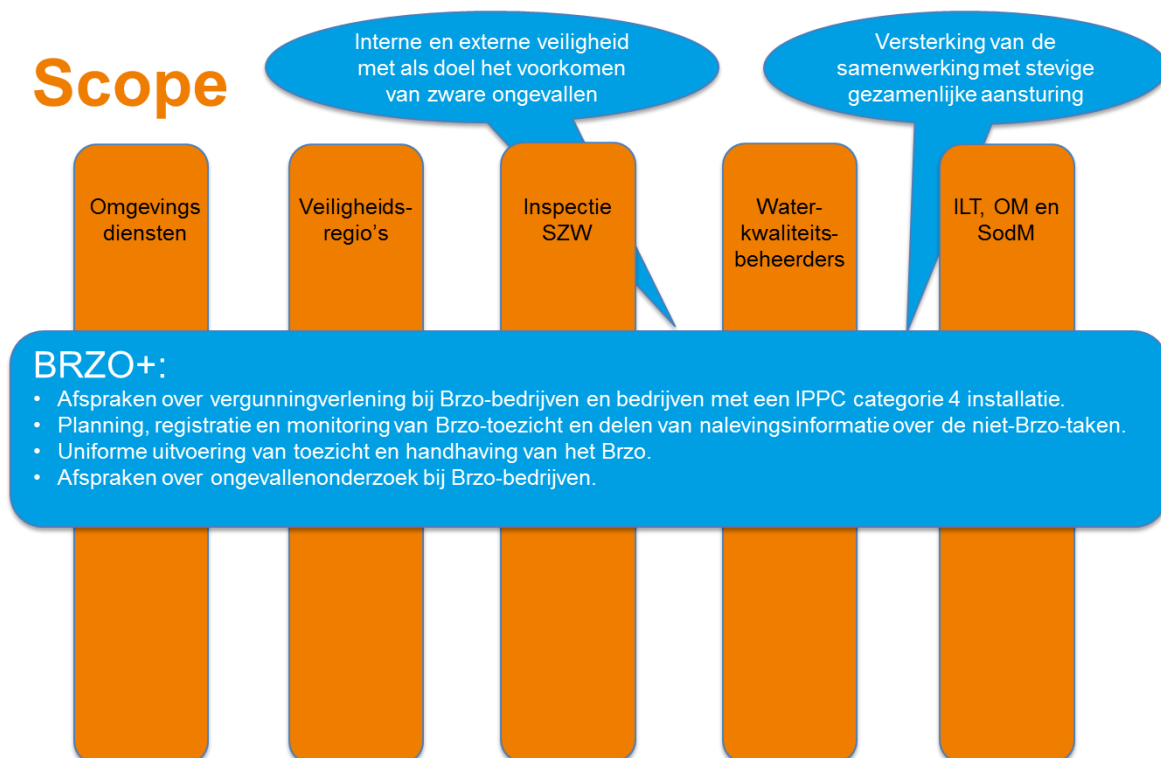 Scope
Interne en externe veiligheid
met als doel het voorkomen
van zware ongevallen
Versterking van de
samenwerking met stevige
gezamenlijke aansturing
Omgevings
diensten
Veiligheids-
regio's
Inspectie
SZW
Water-
kwaliteits-
beheerders
ILT, OM en
SodM
BRZO+:
• Afspraken over vergunningverlening bij Brzo-bedrijven en bedrijven met een IPPC categorie 4 installatie.
• Planning, registratie en monitoring van Brzo-toezicht en delen van nalevingsinformatie over de niet-Brzo-taken.
• Uniforme uitvoering van toezicht en handhaving van het Brzo.
• Afspraken over ongevallenonderzoek bij Brzo-bedrijven.